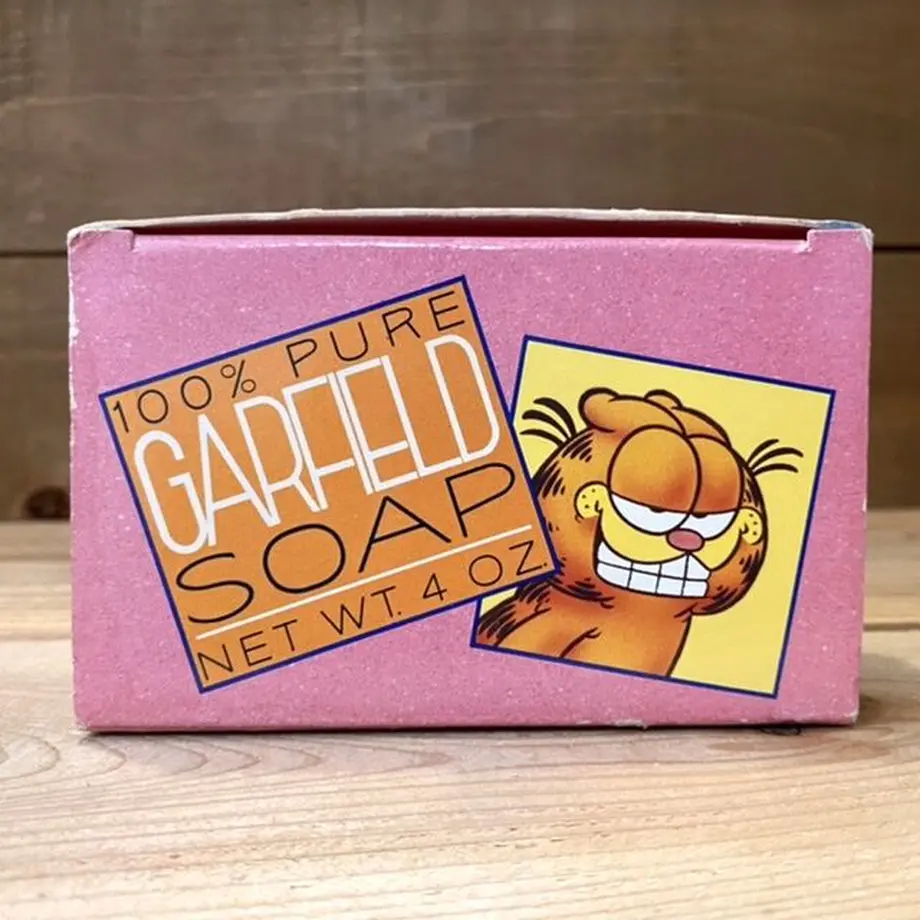 100% PURE
GARFIELD
SOAP
NET WT. 4 OZ.